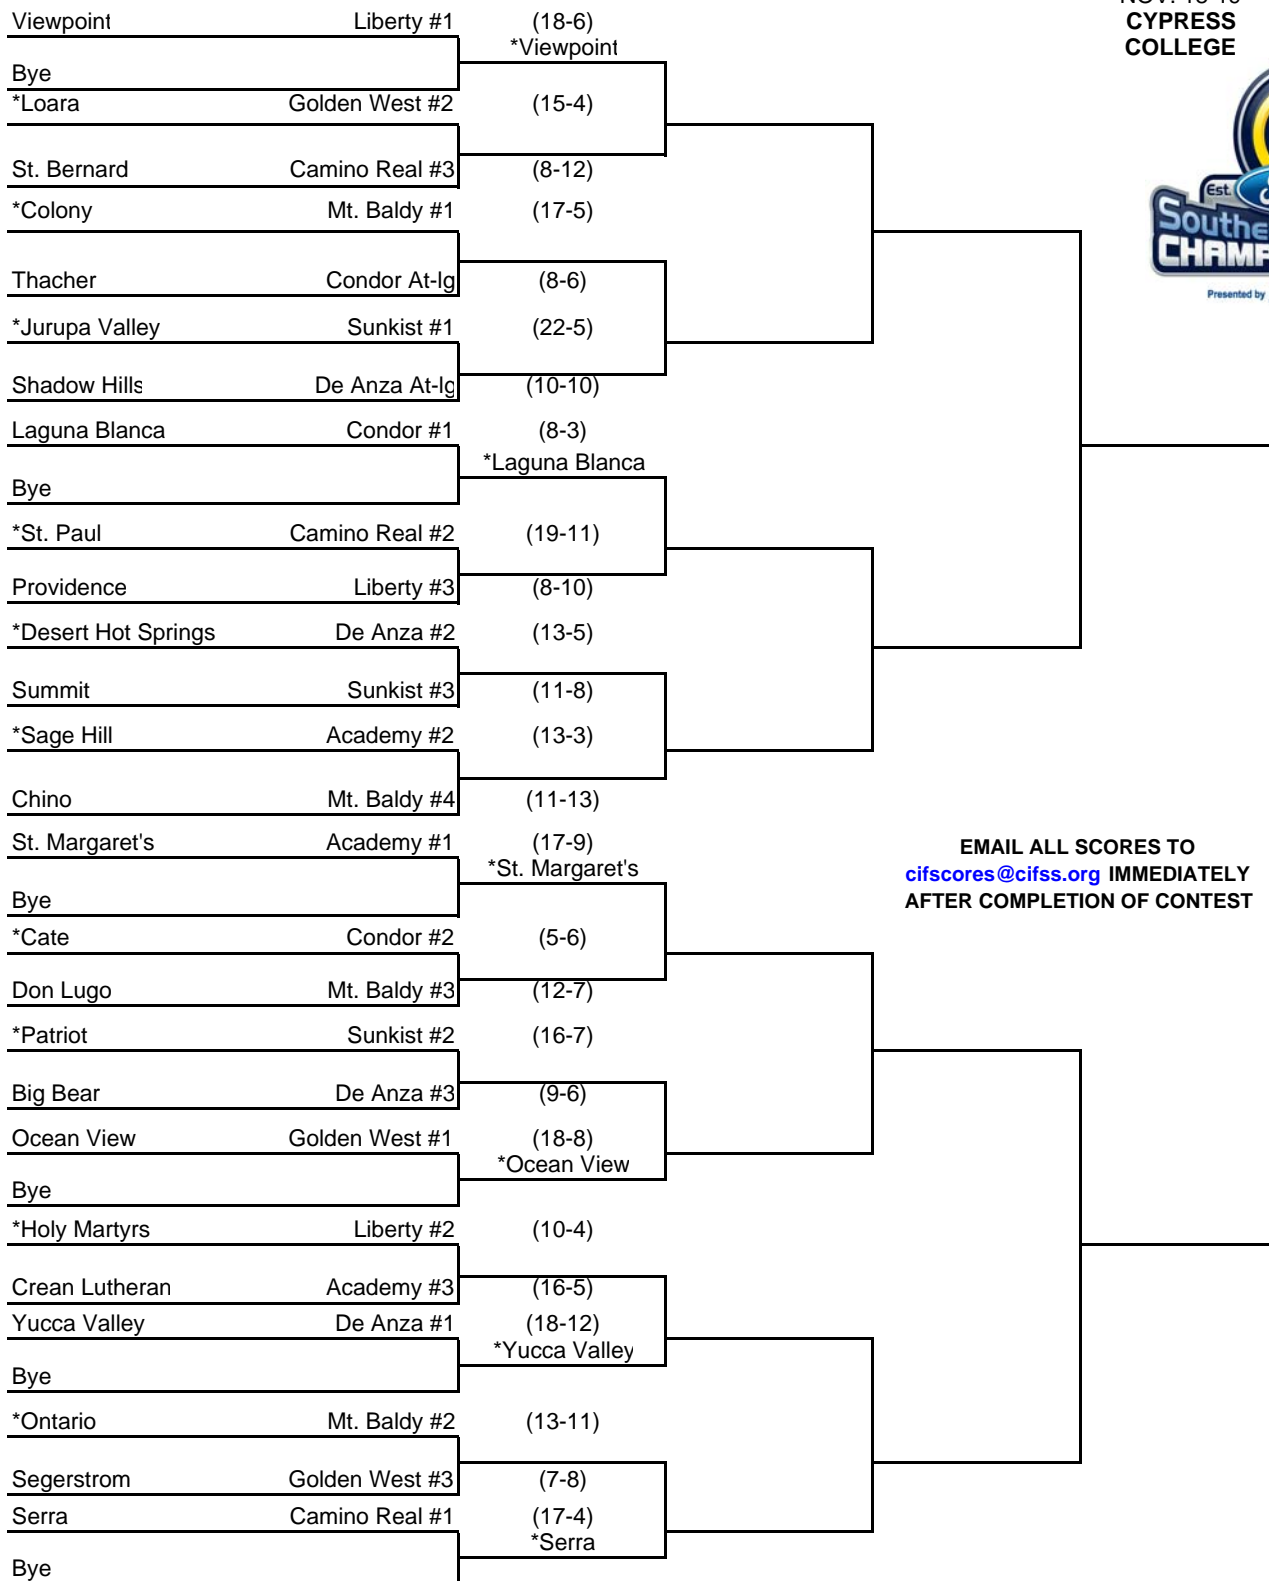 NOV. 18-19
CYPRESS
COLLEGE
Viewpoint Liberty #1 (18-6)
*Viewpoint
Bye
*Loara Golden West #2 (15-4)
St. Bernard Camino Real #3 (8-12)
*Colony Mt. Baldy #1 (17-5)
Est.
Southe
CHAMP
Presented by
Thacher Condor At-lg (8-6)
*Jurupa Valley Sunkist #1 (22-5)
Shadow Hills De Anza At-lg (10-10)
Laguna Blanca Condor #1 (8-3)
*Laguna Blanca
Bye
*St. Paul Camino Real #2 (19-11)
Providence Liberty #3 (8-10)
*Desert Hot Springs De Anza #2 (13-5)
Summit Sunkist #3 (11-8)
*Sage Hill Academy #2 (13-3)
Chino Mt. Baldy #4 (11-13)
St. Margaret's Academy #1 (17-9)
*St. Margaret's
Bye
EMAIL ALL SCORES TO
cifscores@cifss.org IMMEDIATELY
AFTER COMPLETION OF CONTEST
*Cate Condor #2 (5-6)
Don Lugo Mt. Baldy #3 (12-7)
*Patriot Sunkist #2 (16-7)
Big Bear De Anza #3 (9-6)
Ocean View Golden West #1 (18-8)
*Ocean View
Bye
*Holy Martyrs Liberty #2 (10-4)
Crean Lutheran Academy #3 (16-5)
Yucca Valley De Anza #1 (18-12)
*Yucca Valley
Bye
*Ontario Mt. Baldy #2 (13-11)
Segerstrom Golden West #3 (7-8)
Serra Camino Real #1 (17-4)
*Serra
Bye